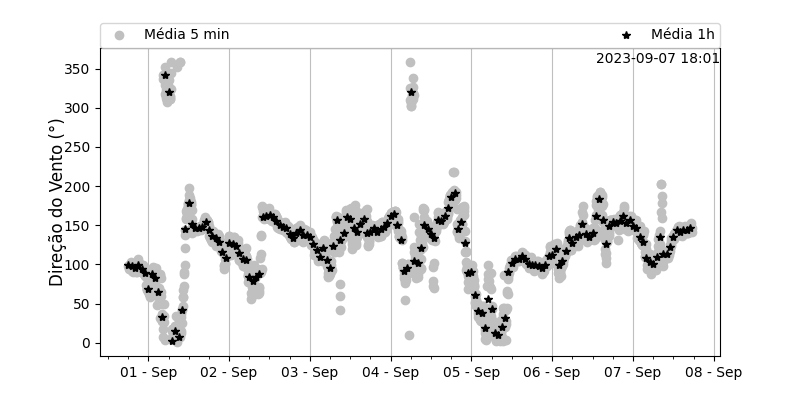 Média 5 min
Média 1h
2023-09-07 18:01
Direção do Vento (°)
350
300
250
200
150
100
50
0
01 - Sep
02 - Sep
03 - Sep
04 - Sep
05 - Sep
06 - Sep
07 - Sep
08 - Sep